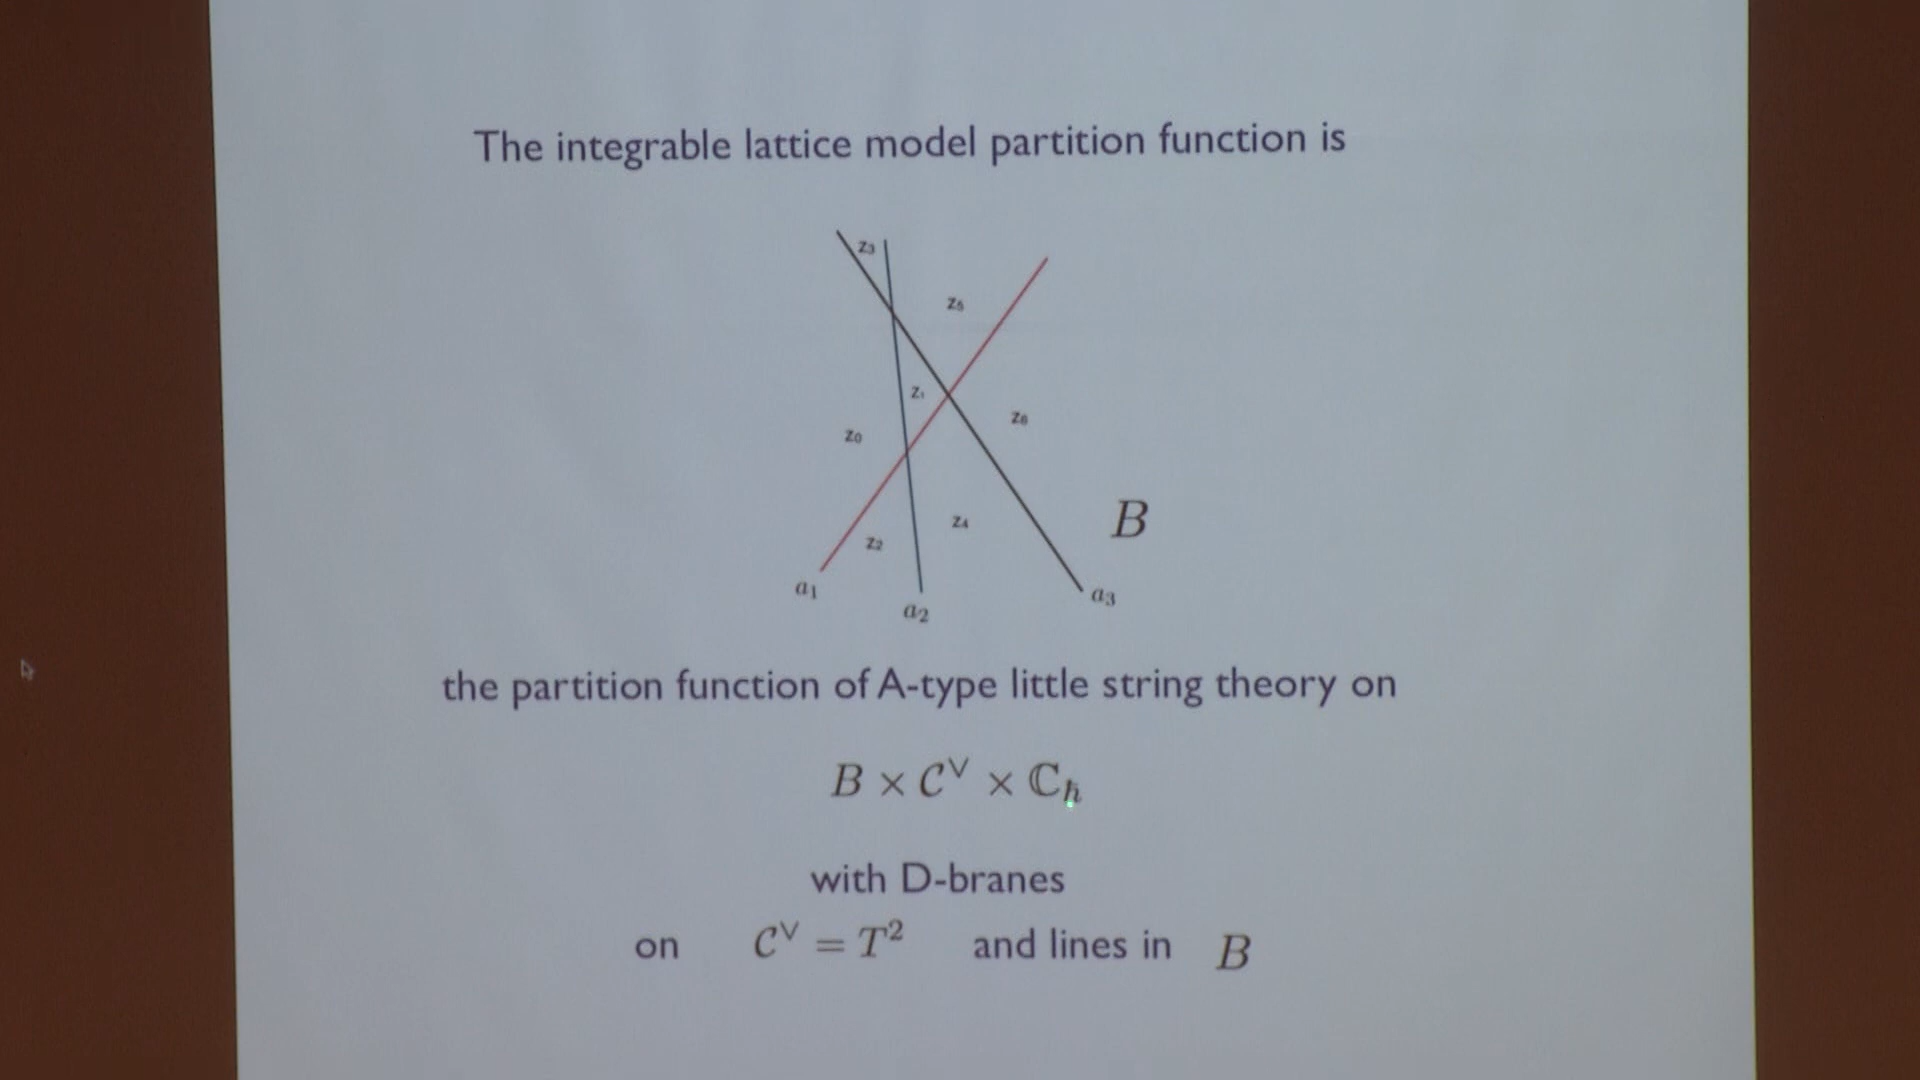 The integrable lattice model partition function is
z₃
z₅
z₁
z₀
z₆
B
z₄
z₂
a₁
a₂
a₃
the partition function of A-type little string theory on
B × 𝒞^∨ × ℂ_ℏ
with D-branes
on 𝒞^∨ = T² and lines in B